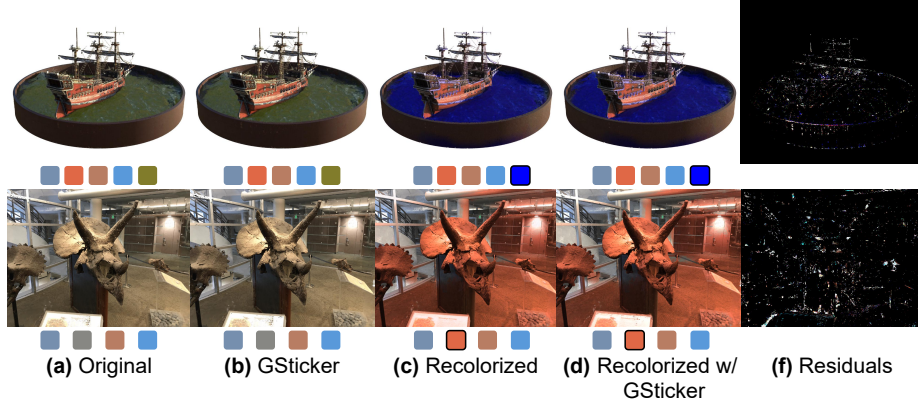 (a) Original
(b) GSticker
(c) Recolorized
(d) Recolorized w/
GSticker
(f) Residuals